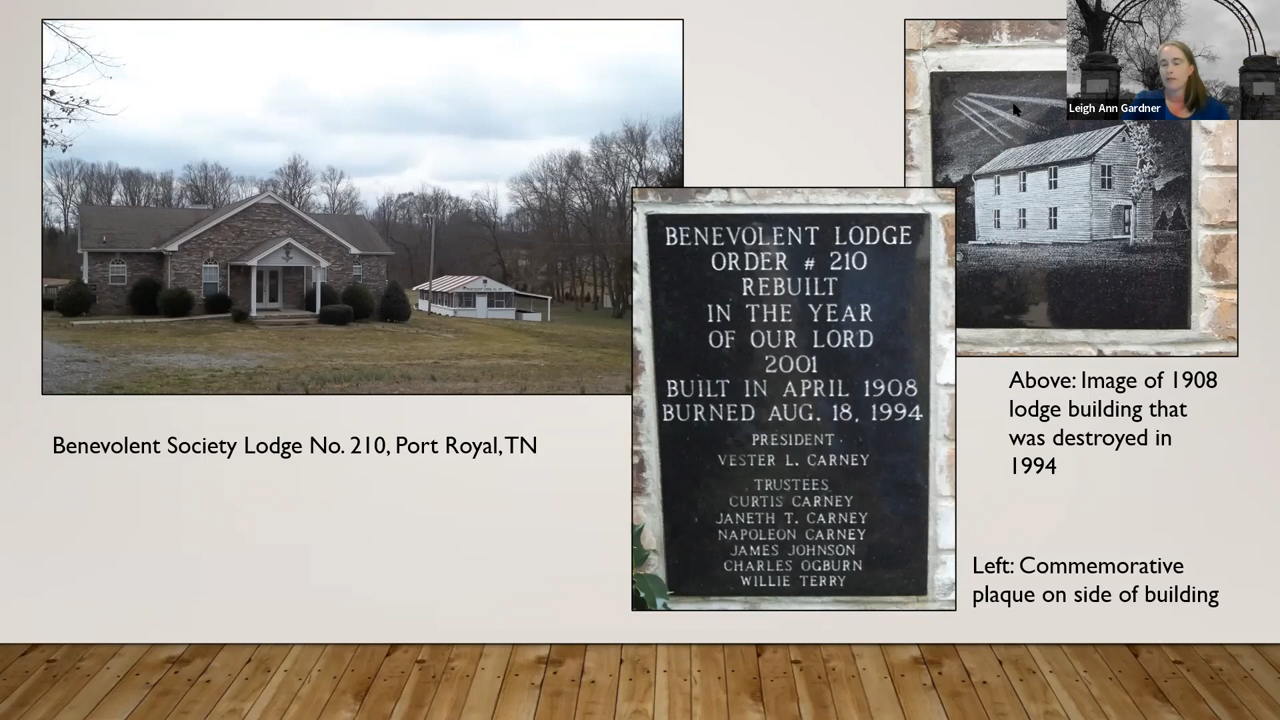 Leigh Ann Gardner
BENEVOLENT LODGE
ORDER # 210
REBUILT
IN THE YEAR
OF OUR LORD
2001
BUILT IN APRIL 1908
BURNED AUG. 18, 1994
PRESIDENT
VESTER L. CARNEY
TRUSTEES
CURTIS CARNEY
JANETH T. CARNEY
NAPOLEON CARNEY
JAMES JOHNSON
CHARLES OGBURN
WILLIE TERRY
Benevolent Society Lodge No. 210, Port Royal, TN
Above: Image of 1908
lodge building that
was destroyed in
1994
Left: Commemorative
plaque on side of building